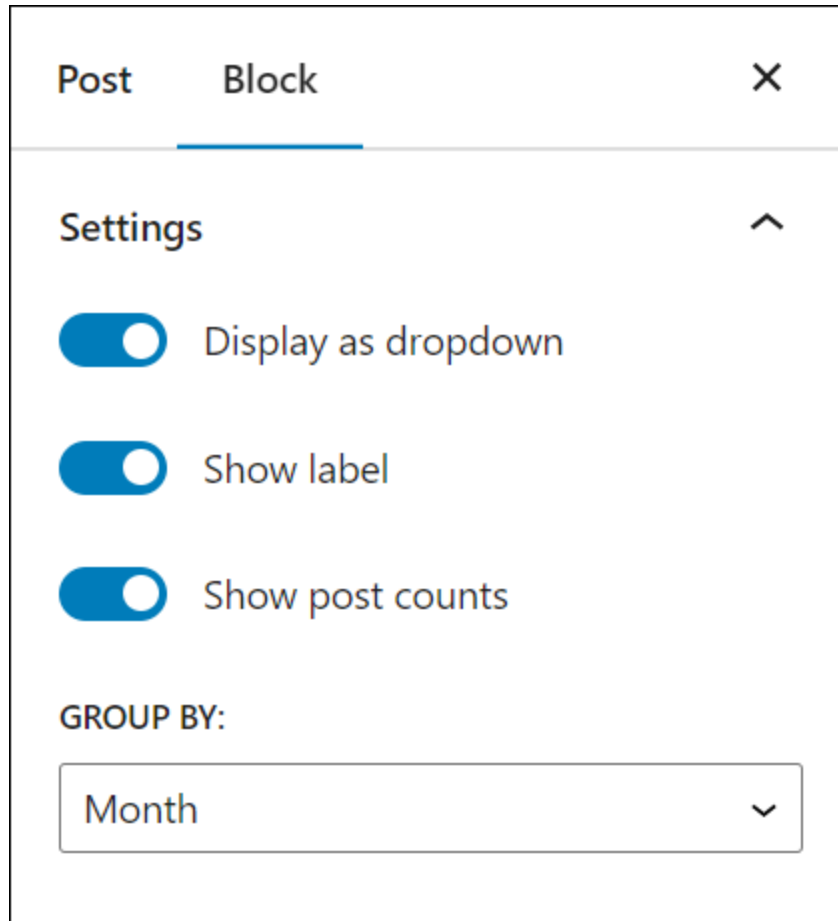 Post Block
Settings
Display as dropdown
Show label
Show post counts
GROUP BY:
Month